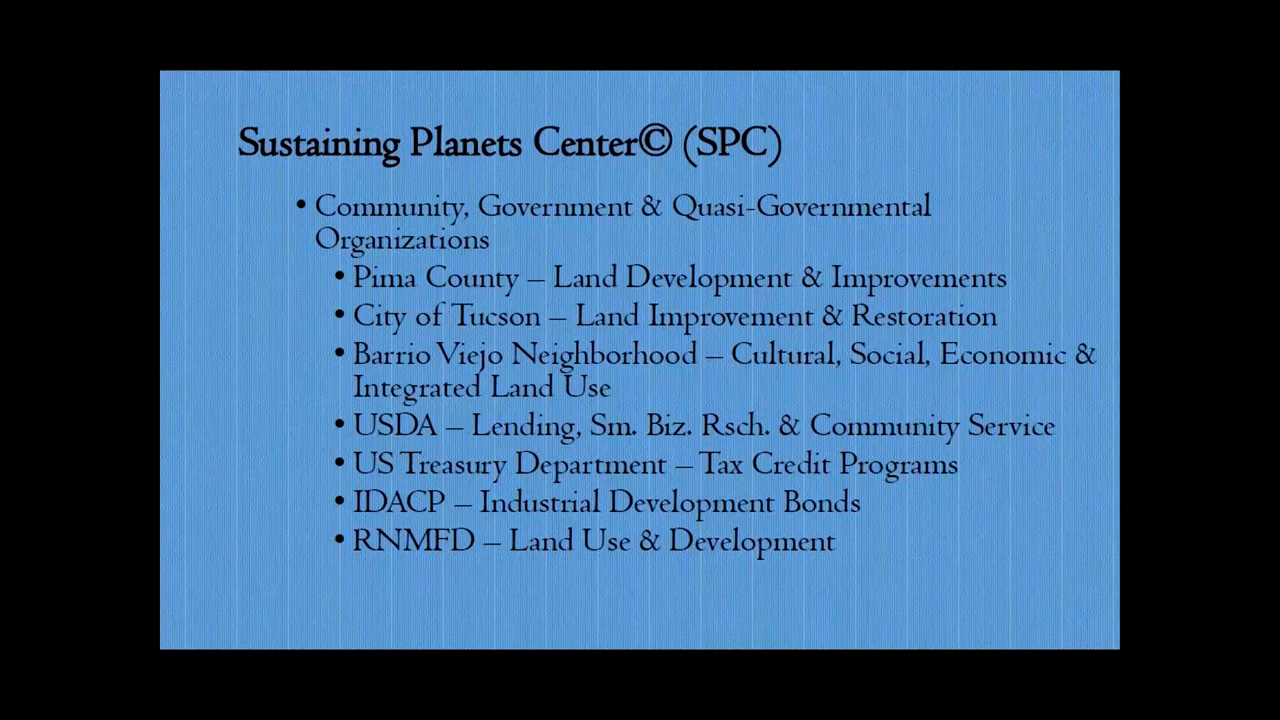 Sustaining Planets Center© (SPC)
• Community, Government & Quasi-Governmental
Organizations
• Pima County – Land Development & Improvements
• City of Tucson – Land Improvement & Restoration
• Barrio Viejo Neighborhood – Cultural, Social, Economic &
Integrated Land Use
• USDA – Lending, Sm. Biz. Rsch. & Community Service
• US Treasury Department – Tax Credit Programs
• IDACP – Industrial Development Bonds
• RNMFD – Land Use & Development